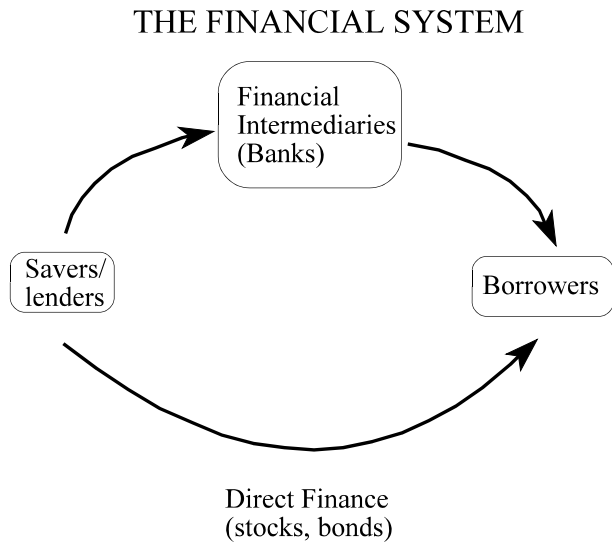 THE FINANCIAL SYSTEM
Financial
Intermediaries
(Banks)
Savers/
lenders
Borrowers
Direct Finance
(stocks, bonds)